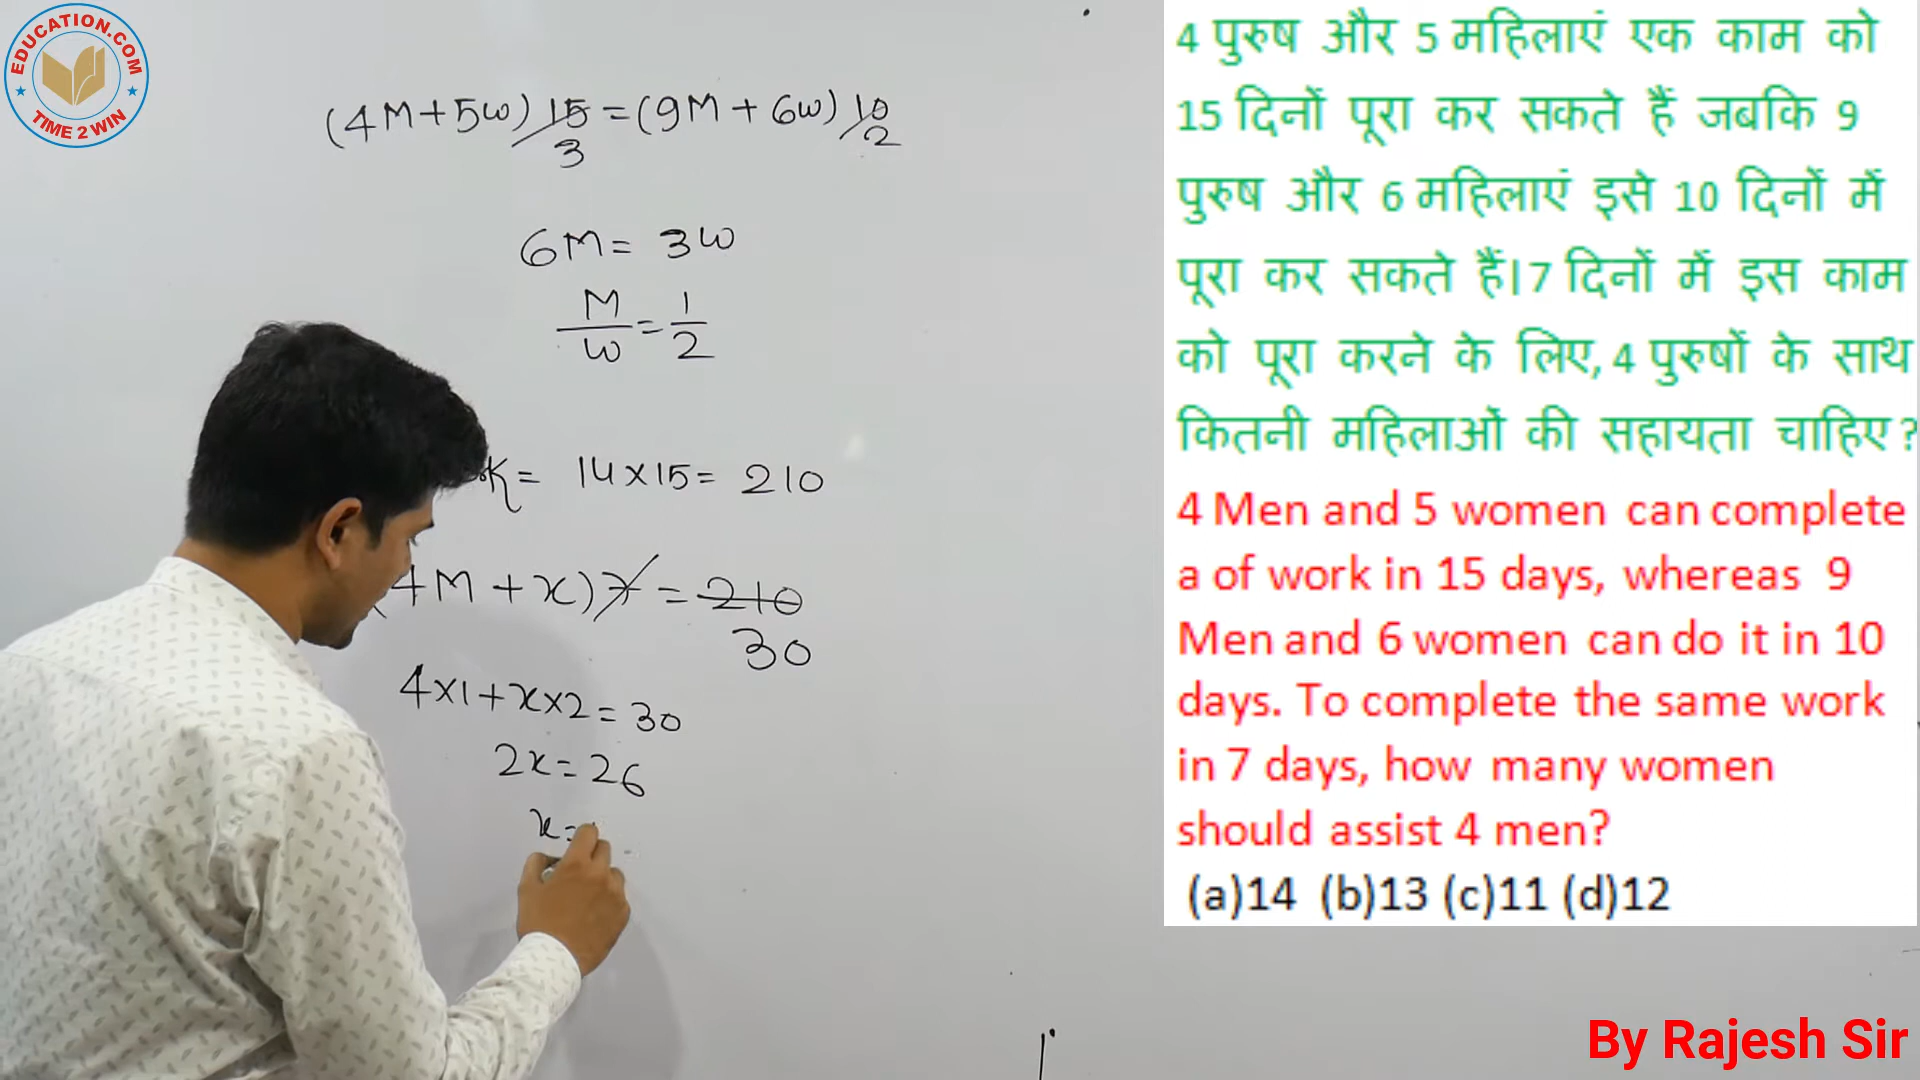 EDUCATION.COM
TIME 2 WIN
(4M+5W) 15 = (9M + 6W) 10
3 2
6M = 3W
M/W = 1/2
K = 14×15 = 210
4M + x) 7 = 210
30
4×1+x×2 = 30
2x = 26
x =
4 पुरुष और 5 महिलाएं एक काम को
15 दिनों पूरा कर सकते हैं जबकि 9
पुरुष और 6 महिलाएं इसे 10 दिनों में
पूरा कर सकते हैं।7 दिनों में इस काम
को पूरा करने के लिए, 4 पुरुषों के साथ
कितनी महिलाओं की सहायता चाहिए ?
4 Men and 5 women can complete
a of work in 15 days, whereas 9
Men and 6 women can do it in 10
days. To complete the same work
in 7 days, how many women
should assist 4 men?
(a)14 (b)13 (c)11 (d)12
By Rajesh Sir